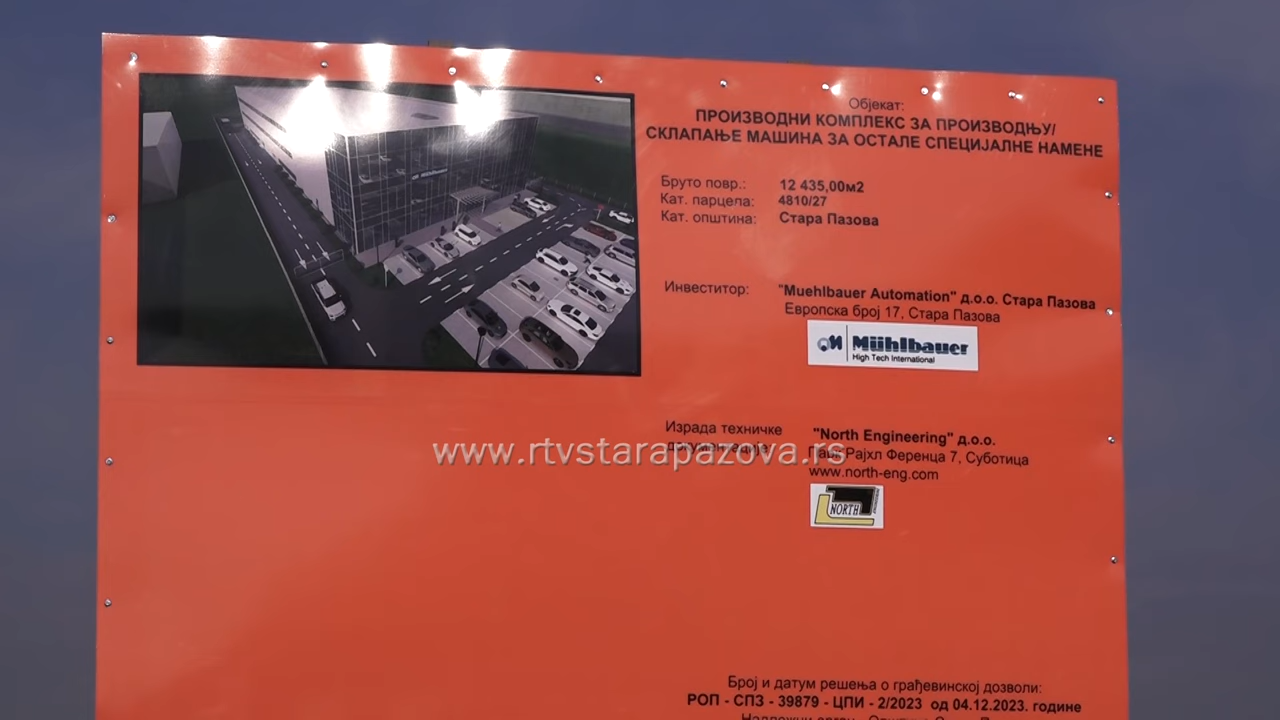 Објекат:
ПРОИЗВОДНИ КОМПЛЕКС ЗА ПРОИЗВОДЊУ/
СКЛАПАЊЕ МАШИНА ЗА ОСТАЛЕ СПЕЦИЈАЛНЕ НАМЕНЕ
Бруто повр.: 12 435,00м2
Кат. парцела: 4810/27
Кат. општина: Стара Пазова
Инвеститор: "Muehlbauer Automation" д.о.о. Стара Пазова
Европска број 17, Стара Пазова
Mühlbauer
High Tech International
Израда техничке документације
"North Engineering" д.о.о.
Рајхл Ференца 7, Суботица
www.north-eng.com
NORTH
www.rtvstarapazova.rs
Број и датум решења о грађевинској дозволи:
РОП - СПЗ - 39879 - ЦПИ - 2/2023 од 04.12.2023. године